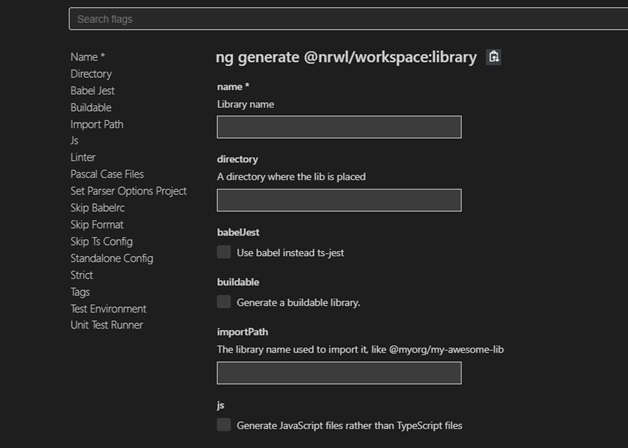 Search flags
Name *
Directory
Babel Jest
Buildable
Import Path
Js
Linter
Pascal Case Files
Set Parser Options Project
Skip Babelrc
Skip Format
Skip Ts Config
Standalone Config
Strict
Tags
Test Environment
Unit Test Runner
ng generate @nrwl/workspace:library
name *
Library name
directory
A directory where the lib is placed
babelJest
Use babel instead ts-jest
buildable
Generate a buildable library.
importPath
The library name used to import it, like @myorg/my-awesome-lib
js
Generate JavaScript files rather than TypeScript files